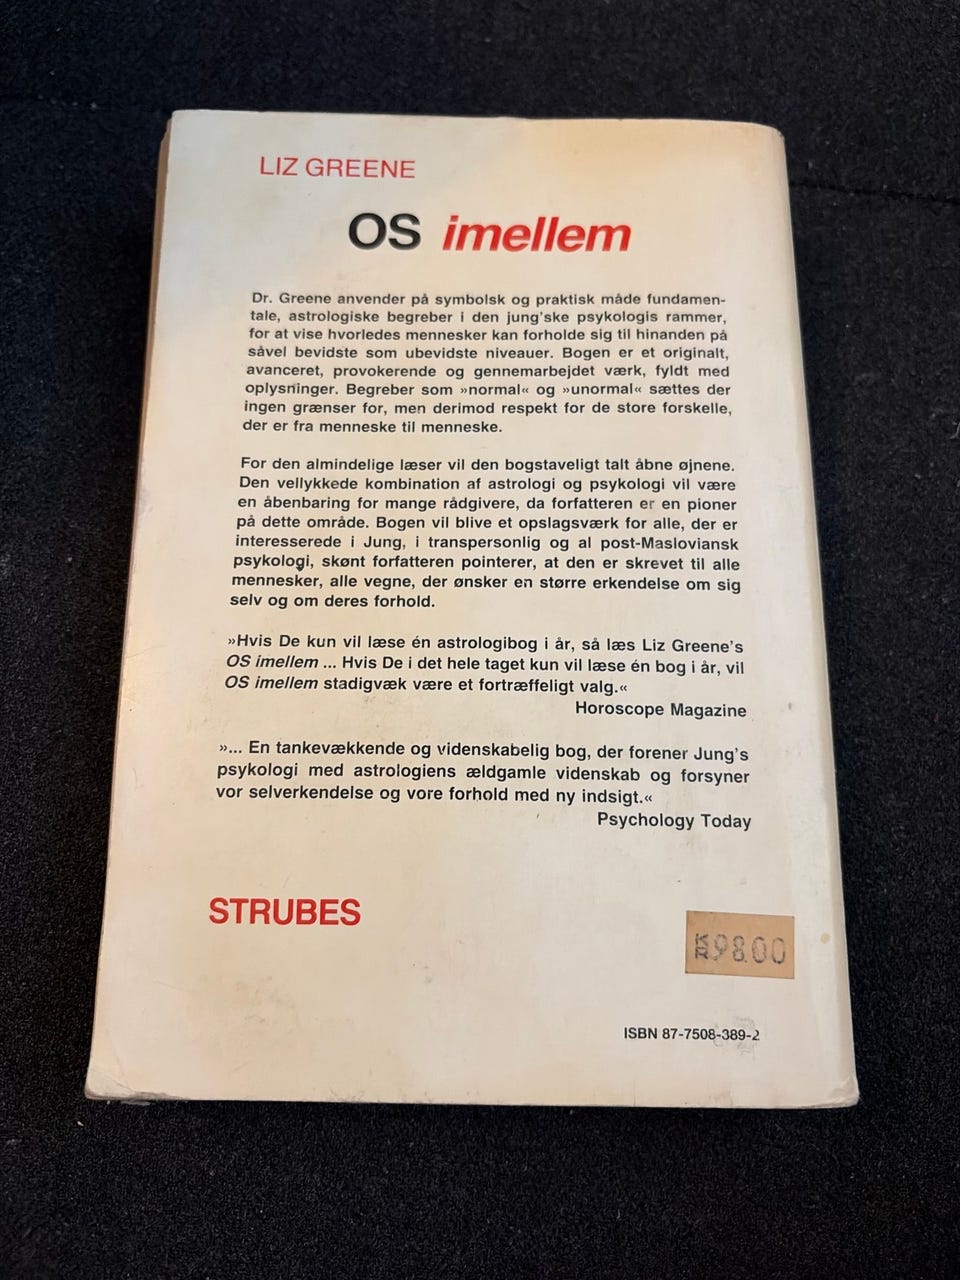 LIZ GREENE
OS imellem
Dr. Greene anvender på symbolsk og praktisk måde fundamen-
tale, astrologiske begreber i den jung'ske psykologis rammer,
for at vise hvorledes mennesker kan forholde sig til hinanden på
såvel bevidste som ubevidste niveauer. Bogen er et originalt,
avanceret, provokerende og gennemarbejdet værk, fyldt med
oplysninger. Begreber som »normal« og »unormal« sættes der
ingen grænser for, men derimod respekt for de store forskelle,
der er fra menneske til menneske.
For den almindelige læser vil den bogstaveligt talt åbne øjnene.
Den vellykkede kombination af astrologi og psykologi vil være
en åbenbaring for mange rådgivere, da forfatteren er en pioner
på dette område. Bogen vil blive et opslagsværk for alle, der er
interesserede i Jung, i transpersonlig og al post-Masloviansk
psykologi, skønt forfatteren pointerer, at den er skrevet til alle
mennesker, alle vegne, der ønsker en større erkendelse om sig
selv og om deres forhold.
»Hvis De kun vil læse én astrologibog i år, så læs Liz Greene's
OS imellem ... Hvis De i det hele taget kun vil læse én bog i år, vil
OS imellem stadigvæk være et fortræffeligt valg.«
Horoscope Magazine
»... En tankevækkende og videnskabelig bog, der forener Jung's
psykologi med astrologiens ældgamle videnskab og forsyner
vor selverkendelse og vore forhold med ny indsigt.«
Psychology Today
STRUBES
KR 98.00
ISBN 87-7508-389-2